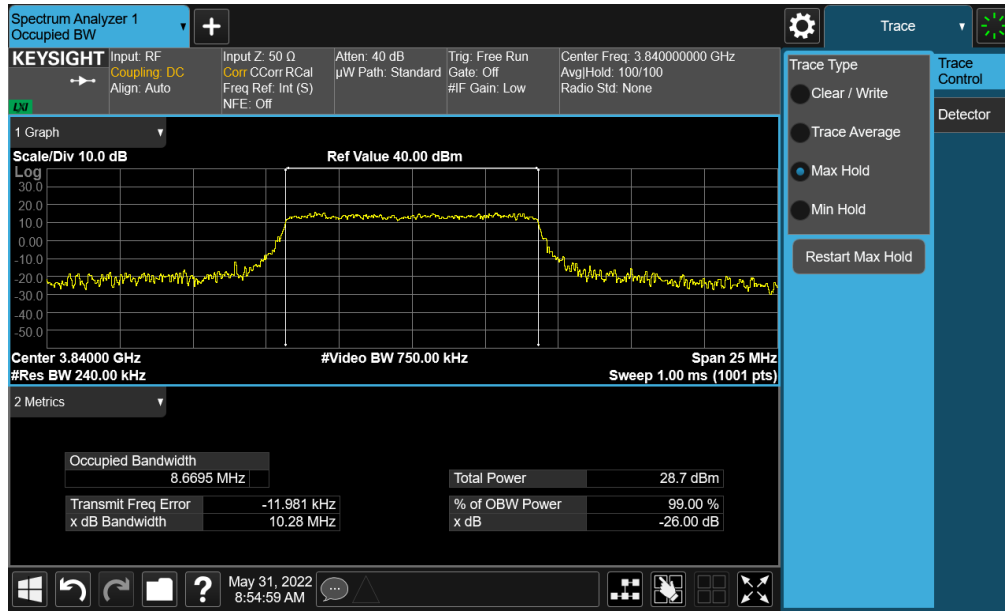 Spectrum Analyzer 1
Occupied BW
+
Trace
KEYSIGHT
LXI
Input: RF
Coupling: DC
Align: Auto
Input Z: 50 Ω
Corr CCorr RCal
Freq Ref: Int (S)
NFE: Off
Atten: 40 dB
µW Path: Standard
Trig: Free Run
Gate: Off
#IF Gain: Low
Center Freq: 3.840000000 GHz
Avg|Hold: 100/100
Radio Std: None
Trace Type
Clear / Write
Trace Average
Max Hold
Min Hold
Restart Max Hold
Trace
Control
Detector
1 Graph
Scale/Div 10.0 dB
Ref Value 40.00 dBm
Log
30.0
20.0
10.0
0.00
-10.0
-20.0
-30.0
-40.0
-50.0
Center 3.84000 GHz
#Video BW 750.00 kHz
Span 25 MHz
#Res BW 240.00 kHz
Sweep 1.00 ms (1001 pts)
2 Metrics
Occupied Bandwidth
8.6695 MHz
Total Power 28.7 dBm
Transmit Freq Error -11.981 kHz
% of OBW Power 99.00 %
x dB Bandwidth 10.28 MHz
x dB -26.00 dB
?
May 31, 2022
8:54:59 AM